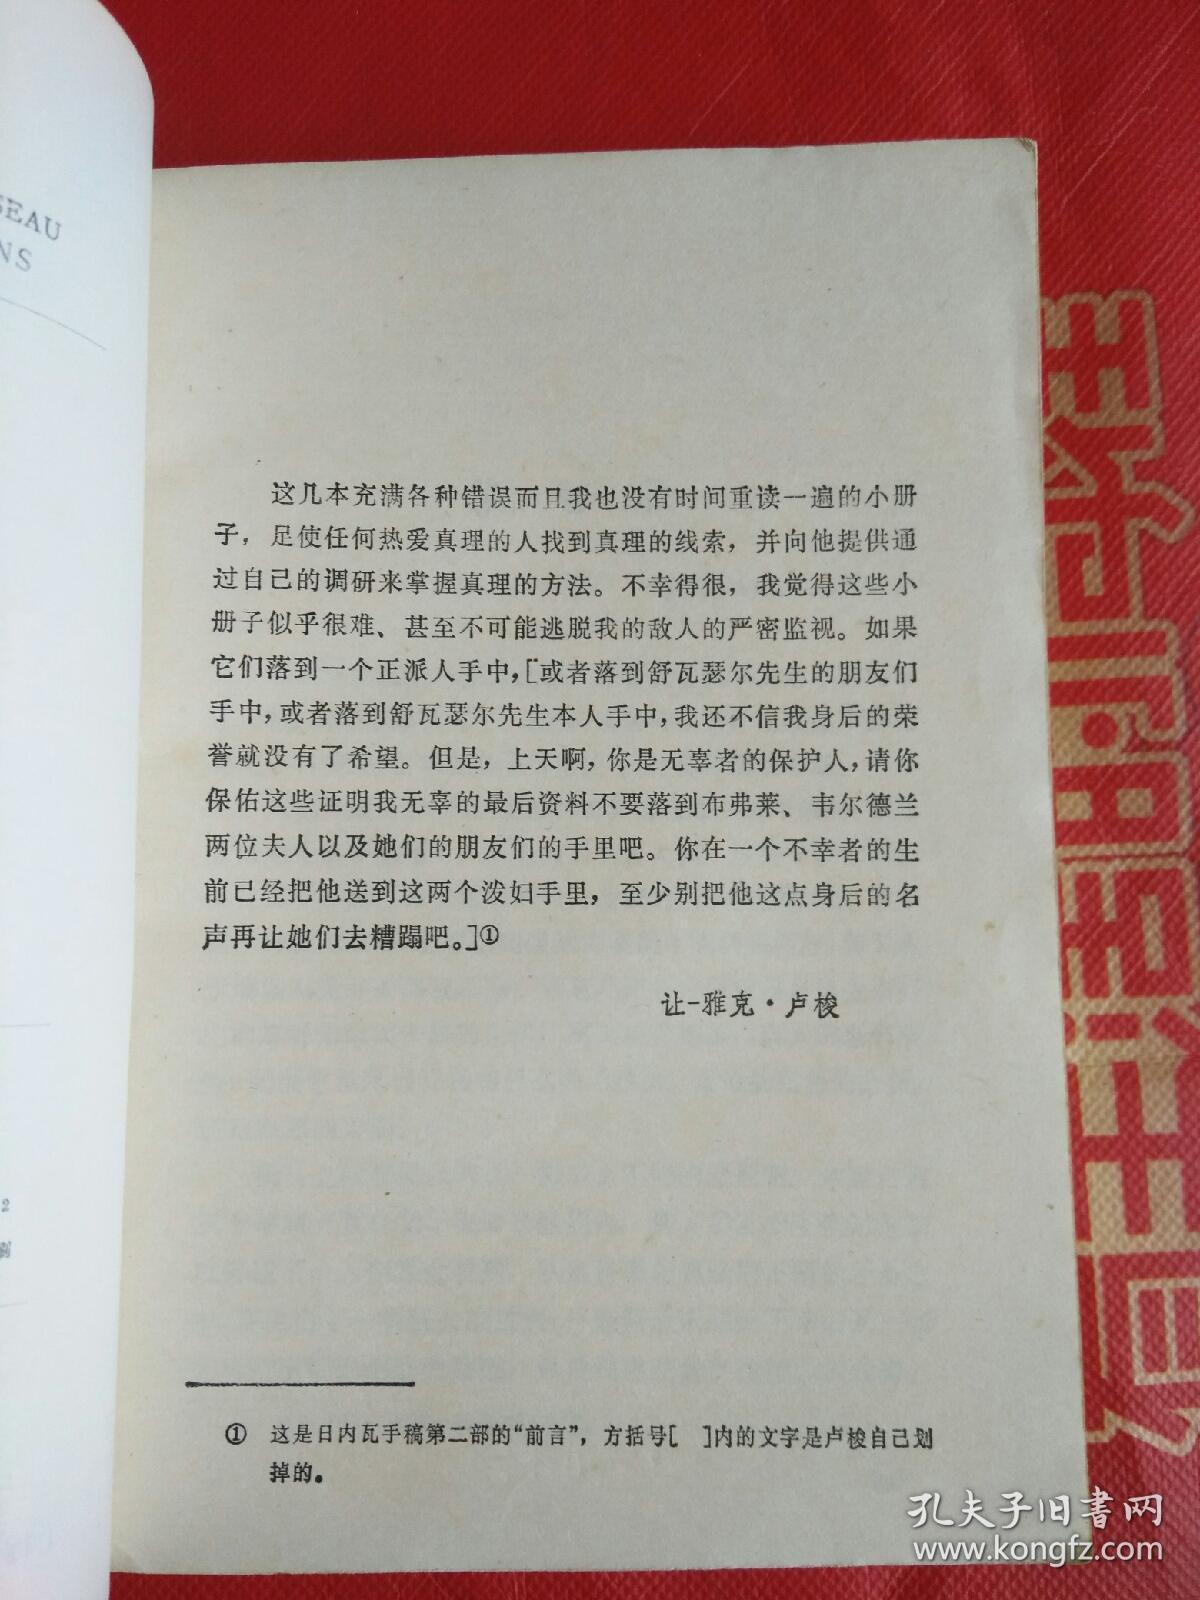 SEAU
NS
2
刷
这几本充满各种错误而且我也没有时间重读一遍的小册
子，足使任何热爱真理的人找到真理的线索，并向他提供通
过自己的调研来掌握真理的方法。不幸得很，我觉得这些小
册子似乎很难、甚至不可能逃脱我的敌人的严密监视。如果
它们落到一个正派人手中，[或者落到舒瓦瑟尔先生的朋友们
手中，或者落到舒瓦瑟尔先生本人手中，我还不信我身后的荣
誉就没有了希望。但是，上天啊，你是无辜者的保护人，请你
保佑这些证明我无辜的最后资料不要落到布弗莱、韦尔德兰
两位夫人以及她们的朋友们的手里吧。你在一个不幸者的生
前已经把他送到这两个泼妇手里，至少别把他这点身后的名
声再让她们去糟蹋吧。]①
让-雅克·卢梭
① 这是日内瓦手稿第二部的“前言”，方括号[ ]内的文字是卢梭自己划
掉的。
孔夫子旧书网
www.kongfz.com